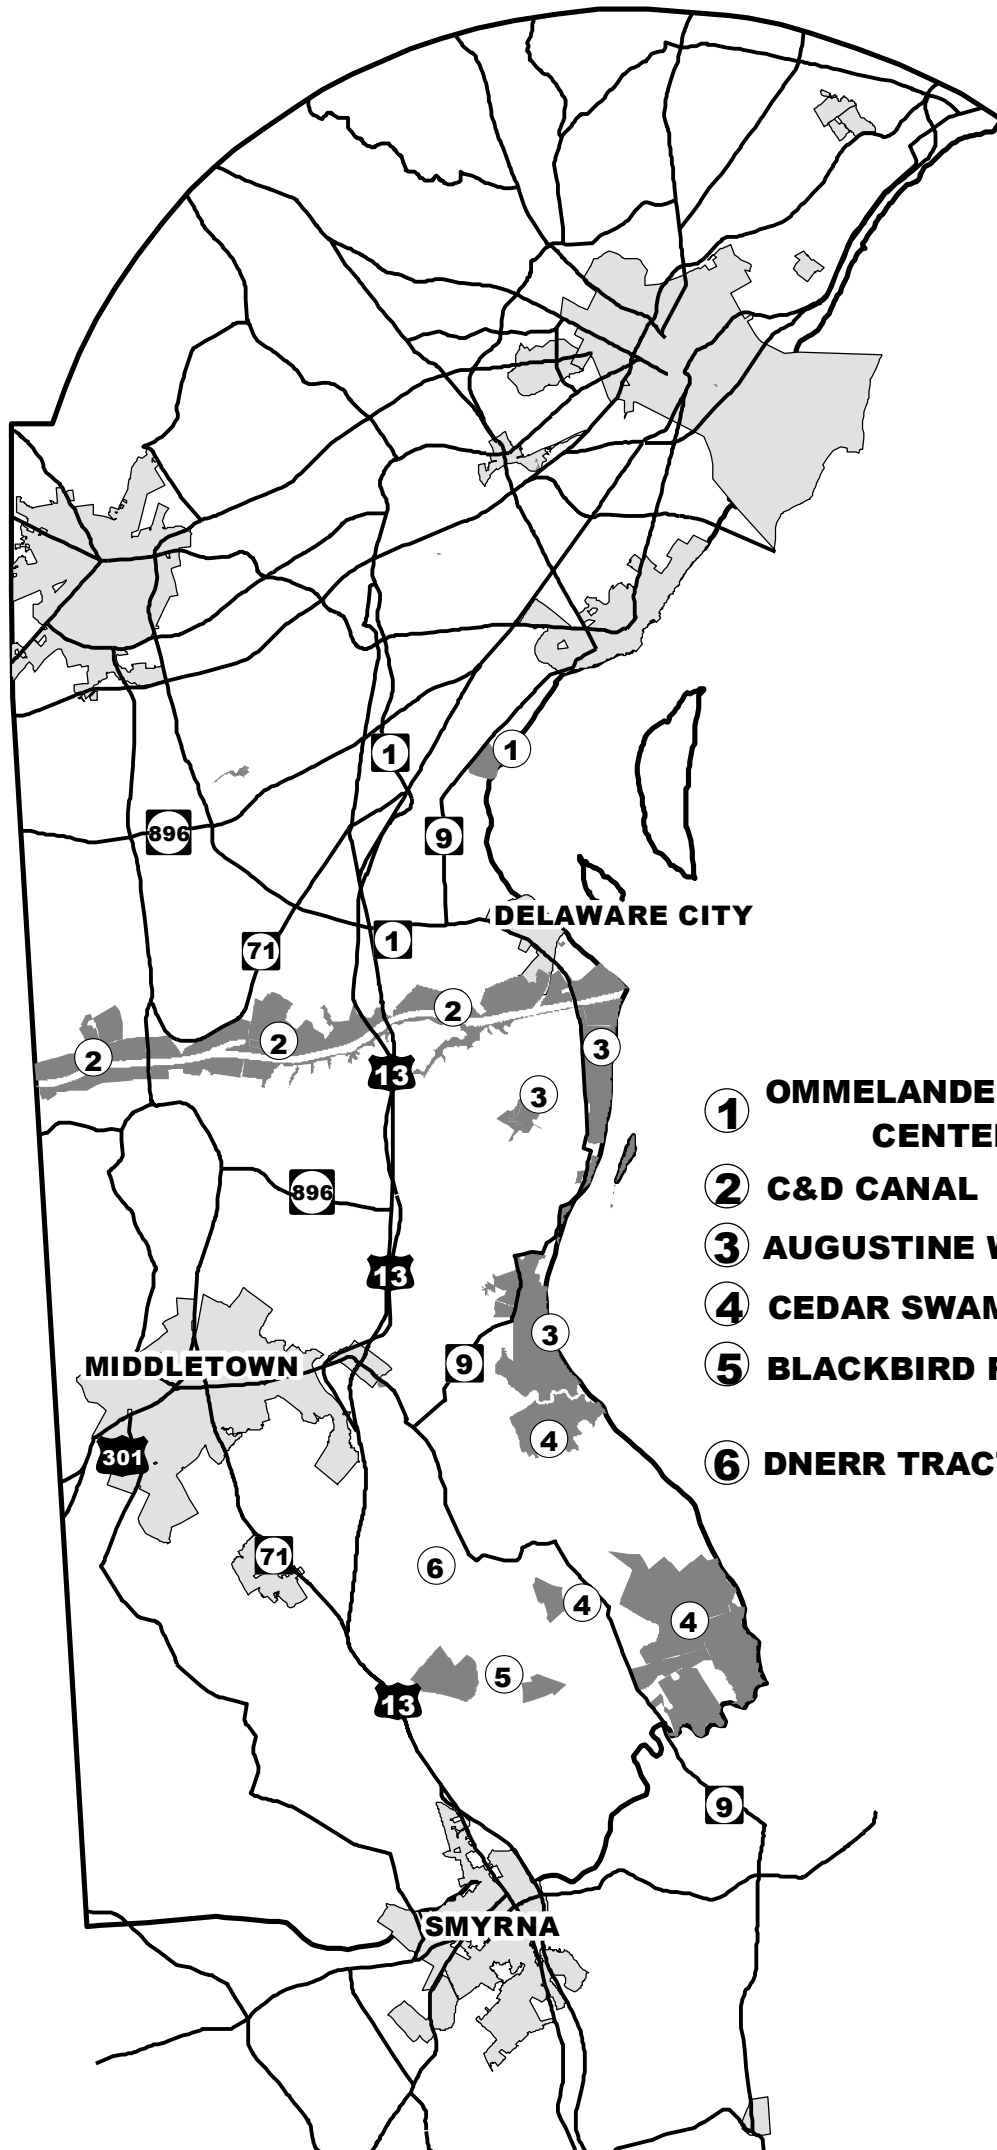 1
1
896
9
DELAWARE CITY
1
71
2
2
2
3
13
3
1 OMMELANDE
CENTE
2 C&D CANAL
896
3 AUGUSTINE
13
4 CEDAR SWAM
3
9
MIDDLETOWN
5 BLACKBIRD
4
301
6 DNERR TRAC
71
6
4
4
5
13
9
SMYRNA